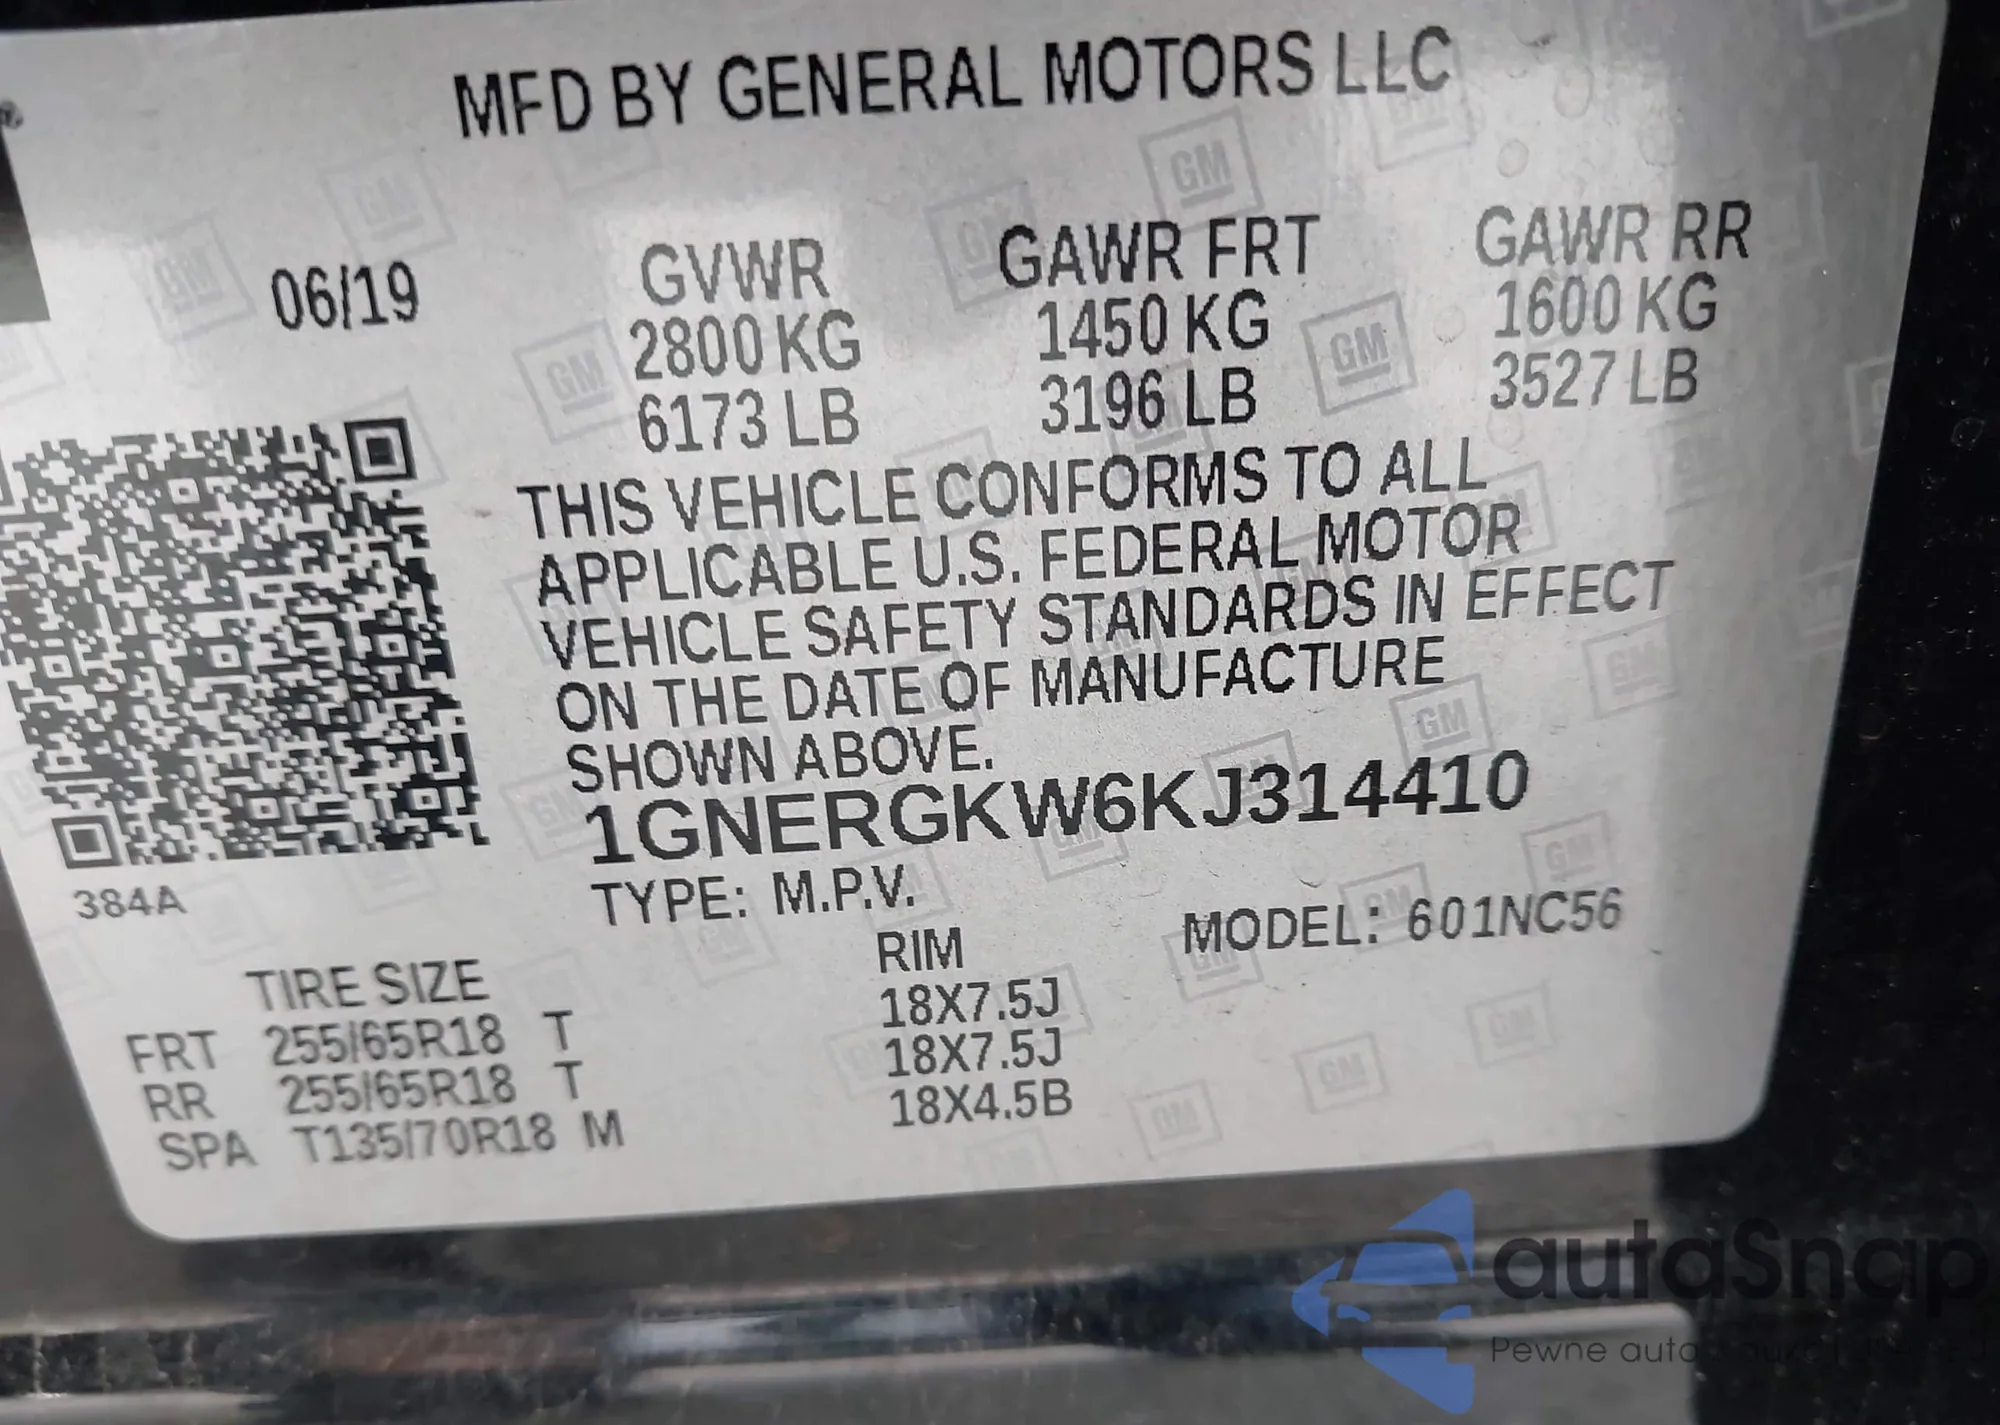 MFD BY GENERAL MOTORS LLC
06/19
GVWR GAWR FRT GAWR RR
2800 KG 1450 KG 1600 KG
6173 LB 3196 LB 3527 LB
THIS VEHICLE CONFORMS TO ALL
APPLICABLE U.S. FEDERAL MOTOR
VEHICLE SAFETY STANDARDS IN EFFECT
ON THE DATE OF MANUFACTURE
SHOWN ABOVE.
1GNERGKW6KJ314410
384A
TYPE: M.P.V. MODEL: 601NC56
TIRE SIZE RIM
FRT 255/65R18 T 18X7.5J
RR 255/65R18 T 18X7.5J
SPA T135/70R18 M 18X4.5B
autaSnap
Pewne auta